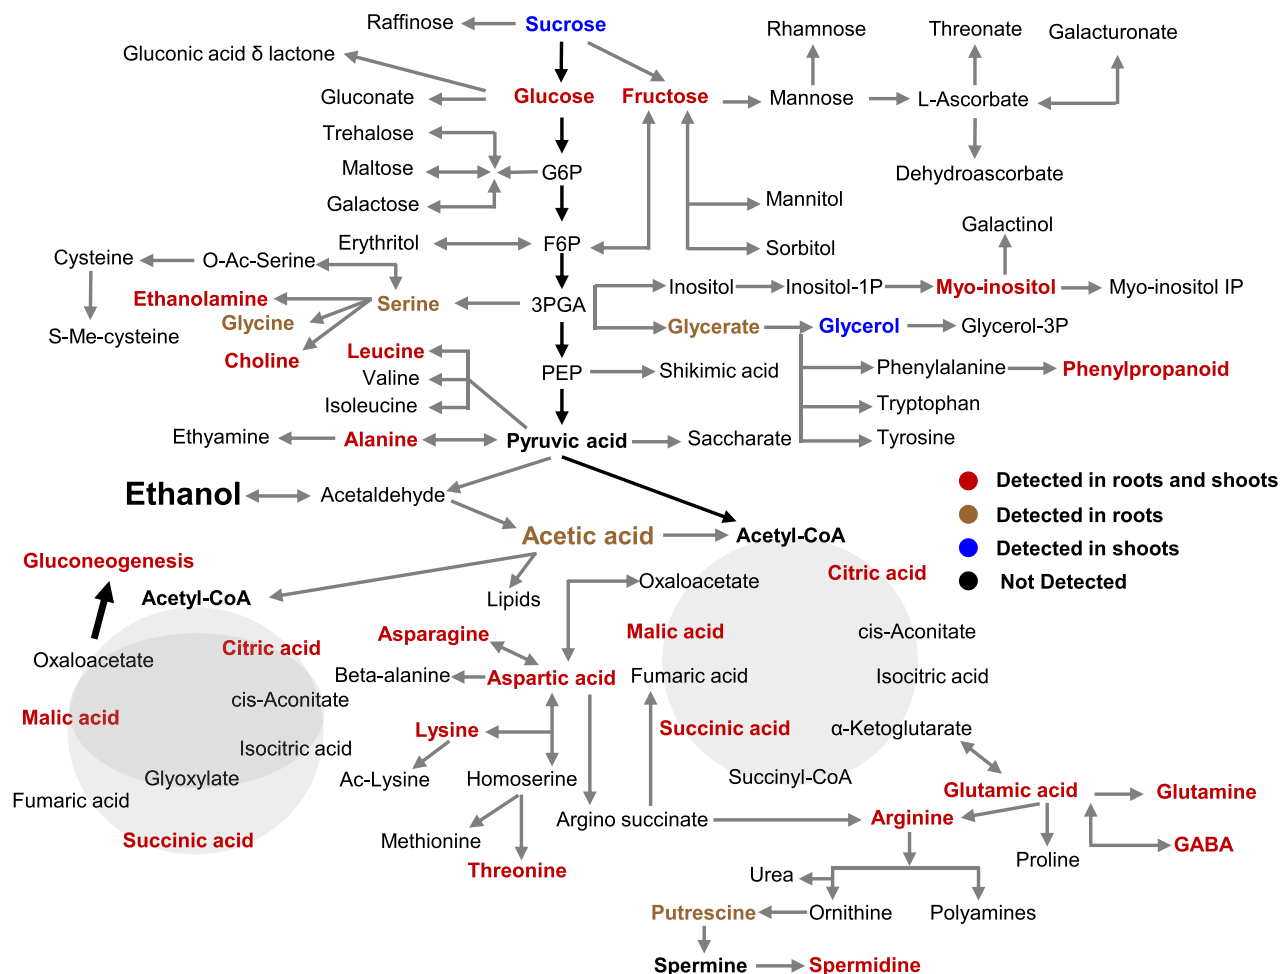 Raffinose
Sucrose
Rhamnose
Threonate
Galacturonate
Gluconic acid δ lactone
Gluconate
Glucose
Fructose
Mannose
L-Ascorbate
Trehalose
Maltose
G6P
Dehydroascorbate
Galactose
Mannitol
Galactinol
Erythritol
F6P
Sorbitol
Cysteine
O-Ac-Serine
Ethanolamine
Serine
3PGA
Inositol
Inositol-1P
Myo-inositol
Myo-inositol IP
Glycine
Glycerate
Glycerol
Glycerol-3P
S-Me-cysteine
Choline
Leucine
Valine
PEP
Shikimic acid
Phenylalanine
Phenylpropanoid
Isoleucine
Tryptophan
Ethyamine
Alanine
Pyruvic acid
Saccharate
Tyrosine
Ethanol
Acetaldehyde
Detected in roots and shoots
Detected in roots
Detected in shoots
Not Detected
Acetic acid
Acetyl-CoA
Gluconeogenesis
Acetyl-CoA
Lipids
Oxaloacetate
Citric acid
Asparagine
Malic acid
cis-Aconitate
Oxaloacetate
Citric acid
Beta-alanine
Aspartic acid
Fumaric acid
Isocitric acid
cis-Aconitate
Malic acid
Lysine
Succinic acid
α-Ketoglutarate
Isocitric acid
Glyoxylate
Ac-Lysine
Homoserine
Succinyl-CoA
Fumaric acid
Glutamic acid
Glutamine
Succinic acid
Methionine
Argino succinate
Arginine
GABA
Threonine
Proline
Urea
Putrescine
Ornithine
Polyamines
Spermine
Spermidine